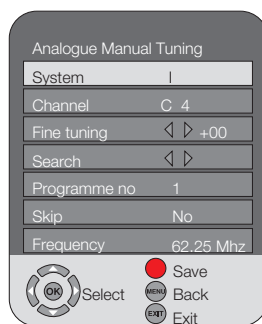 Analogue Manual Tuning
System I
Channel C 4
Fine tuning +00
Search
Programme no 1
Skip No
Frequency 62.25 Mhz
OK Select
Save
MENU Back
EXIT Exit